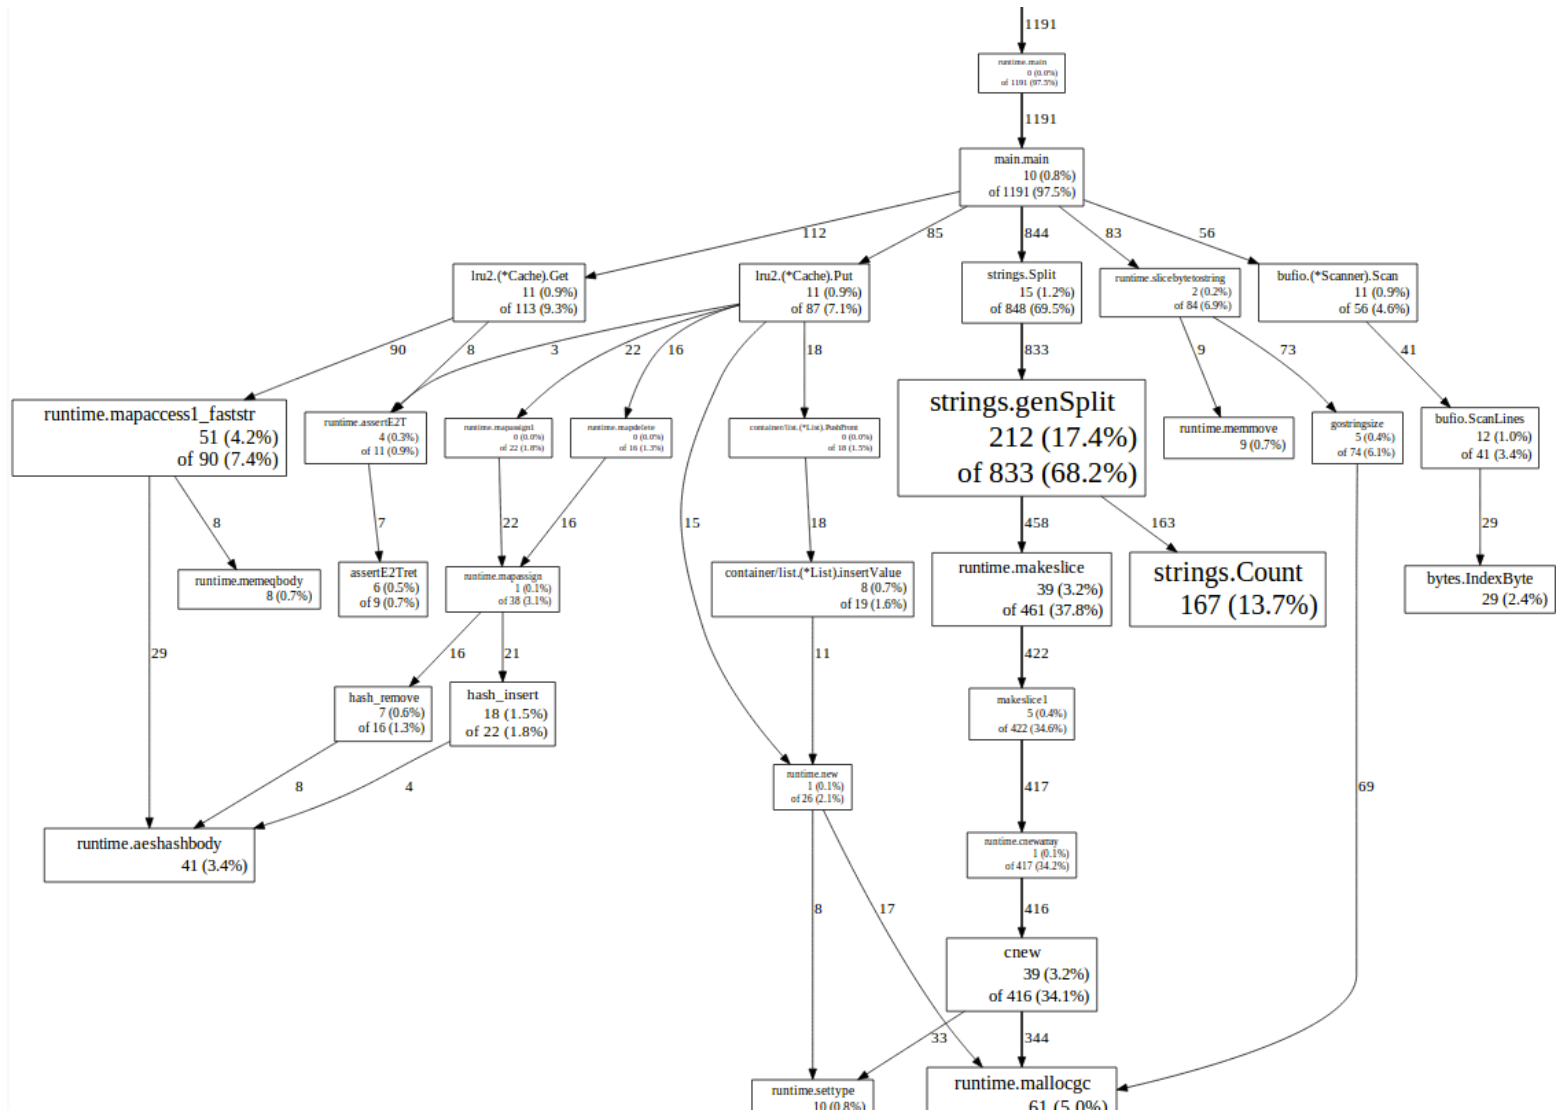 1191
runtime.main
0 (0.0%)
of 1191 (97.5%)
1191
main.main
10 (0.8%)
of 1191 (97.5%)
112
85
844
83
56
lru2.(*Cache).Get
11 (0.9%)
of 113 (9.3%)
lru2.(*Cache).Put
11 (0.9%)
of 87 (7.1%)
strings.Split
15 (1.2%)
of 848 (69.5%)
runtime.slicebytetostring
2 (0.2%)
of 84 (6.9%)
bufio.(*Scanner).Scan
11 (0.9%)
of 56 (4.6%)
90
8
3
22
16
18
833
9
73
41
runtime.mapaccess1_faststr
51 (4.2%)
of 90 (7.4%)
runtime.assertE2T
4 (0.3%)
of 11 (0.9%)
runtime.mapassign1
0 (0.0%)
of 22 (1.8%)
runtime.mapdelete
0 (0.0%)
of 16 (1.3%)
container/list.(*List).PushFront
0 (0.0%)
of 18 (1.5%)
strings.genSplit
212 (17.4%)
of 833 (68.2%)
runtime.memmove
9 (0.7%)
gostringsize
5 (0.4%)
of 74 (6.1%)
bufio.ScanLines
12 (1.0%)
of 41 (3.4%)
8
7
22
16
15
18
458
163
29
runtime.memeqbody
8 (0.7%)
assertE2Tret
6 (0.5%)
of 9 (0.7%)
runtime.mapassign
1 (0.1%)
of 38 (3.1%)
container/list.(*List).insertValue
8 (0.7%)
of 19 (1.6%)
runtime.makeslice
39 (3.2%)
of 461 (37.8%)
strings.Count
167 (13.7%)
bytes.IndexByte
29 (2.4%)
29
16
21
11
422
hash_remove
7 (0.6%)
of 16 (1.3%)
hash_insert
18 (1.5%)
of 22 (1.8%)
makeslice1
5 (0.4%)
of 422 (34.6%)
8
4
runtime.new
1 (0.1%)
of 26 (2.1%)
417
69
runtime.aeshashbody
41 (3.4%)
runtime.cnewarray
1 (0.1%)
of 417 (34.2%)
8
17
416
cnew
39 (3.2%)
of 416 (34.1%)
33
344
runtime.settype
10 (0.8%)
runtime.mallocgc
61 (5.0%)